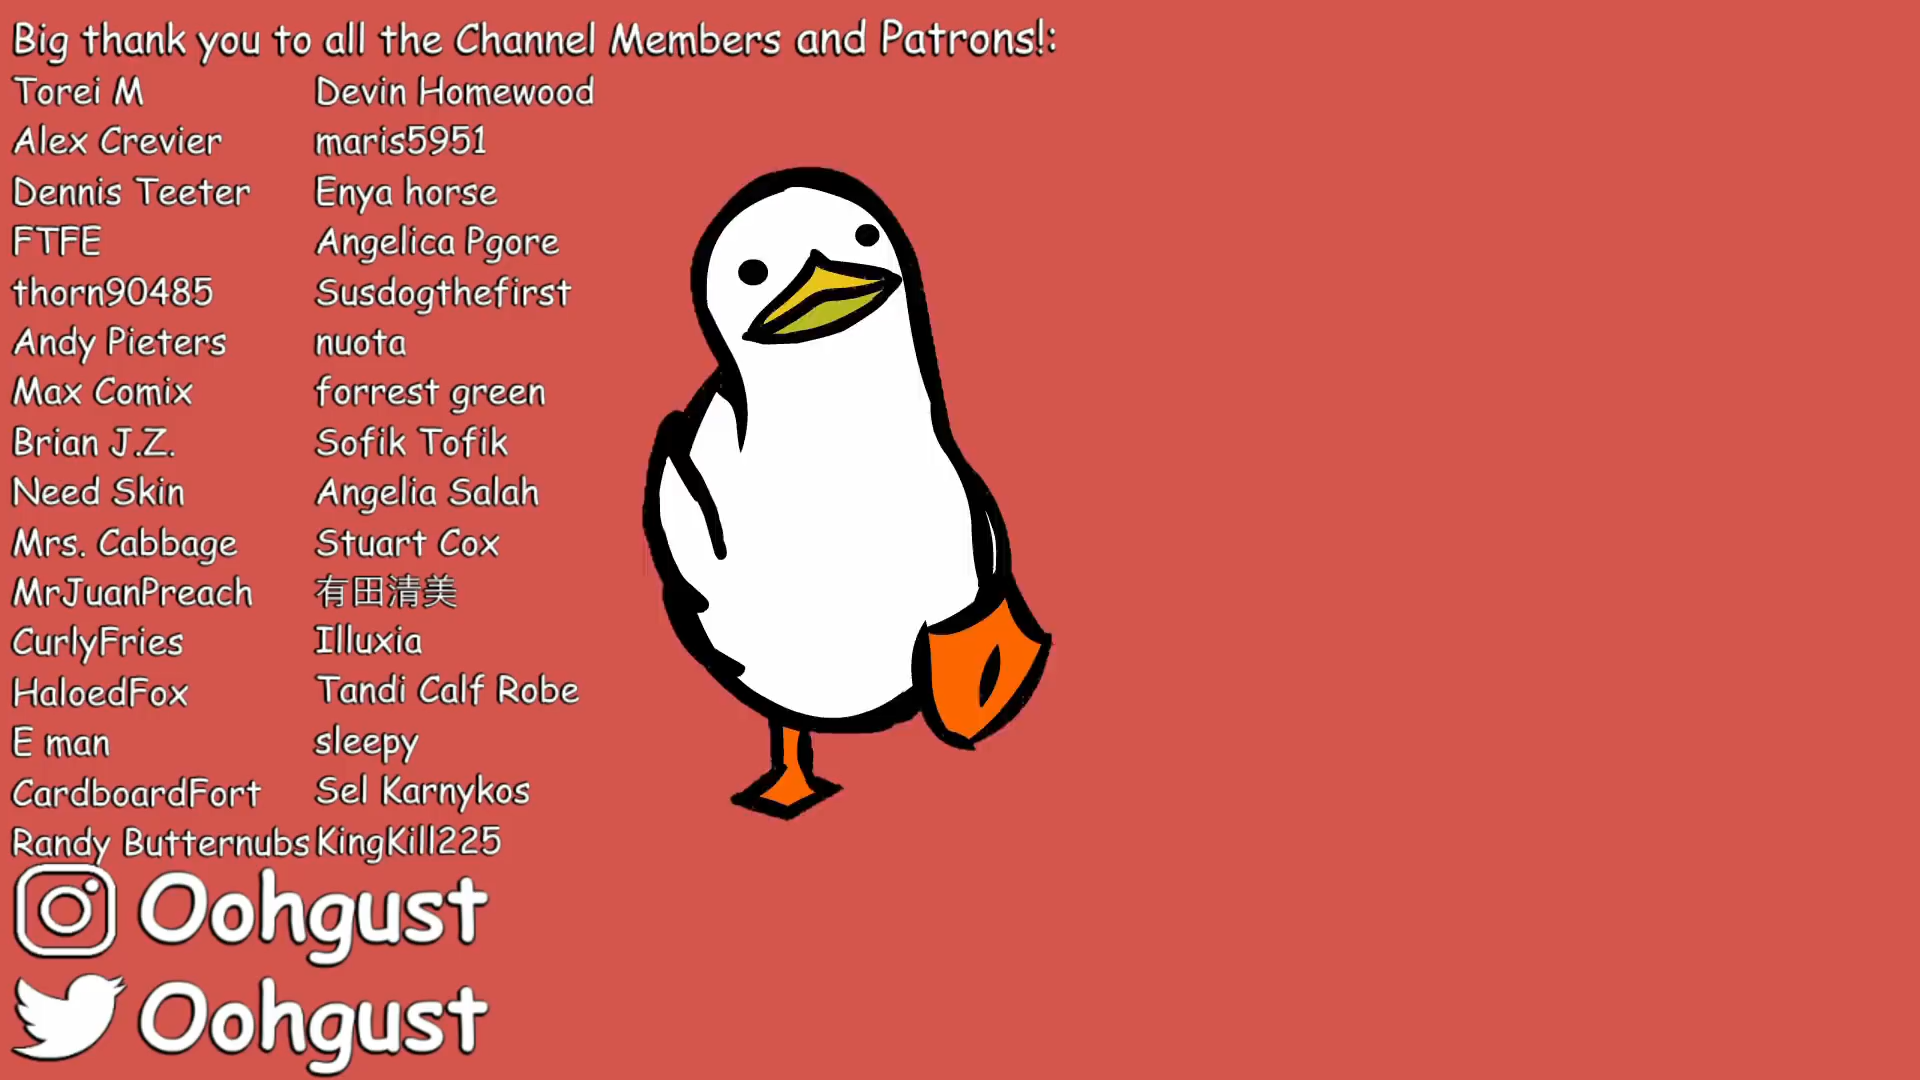 Big thank you to all the Channel Members and Patrons!:
Torei M
Alex Crevier
Dennis Teeter
FTFE
thorn90485
Andy Pieters
Max Comix
Brian J.Z.
Need Skin
Mrs. Cabbage
MrJuanPreach
CurlyFries
HaloedFox
E man
CardboardFort
Randy Butternubs
Devin Homewood
maris5951
Enya horse
Angelica Pgore
Susdogthefirst
nuota
forrest green
Sofik Tofik
Angelia Salah
Stuart Cox
有田清美
Illuxia
Tandi Calf Robe
sleepy
Sel Karnykos
KingKill225
Oohgust
Oohgust